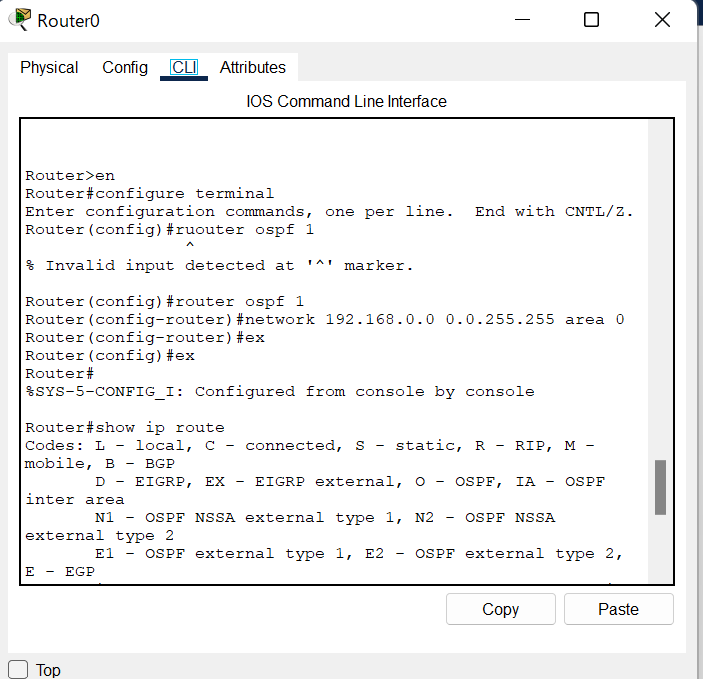 Router0
Physical Config CLI Attributes
IOS Command Line Interface
Router>en
Router#configure terminal
Enter configuration commands, one per line.  End with CNTL/Z.
Router(config)#ruouter ospf 1
^
% Invalid input detected at '^' marker.
Router(config)#router ospf 1
Router(config-router)#network 192.168.0.0 0.0.255.255 area 0
Router(config-router)#ex
Router(config)#ex
Router#
%SYS-5-CONFIG_I: Configured from console by console
Router#show ip route
Codes: L - local, C - connected, S - static, R - RIP, M -
mobile, B - BGP
D - EIGRP, EX - EIGRP external, O - OSPF, IA - OSPF
inter area
N1 - OSPF NSSA external type 1, N2 - OSPF NSSA
external type 2
E1 - OSPF external type 1, E2 - OSPF external type 2,
E - EGP
Copy Paste
Top